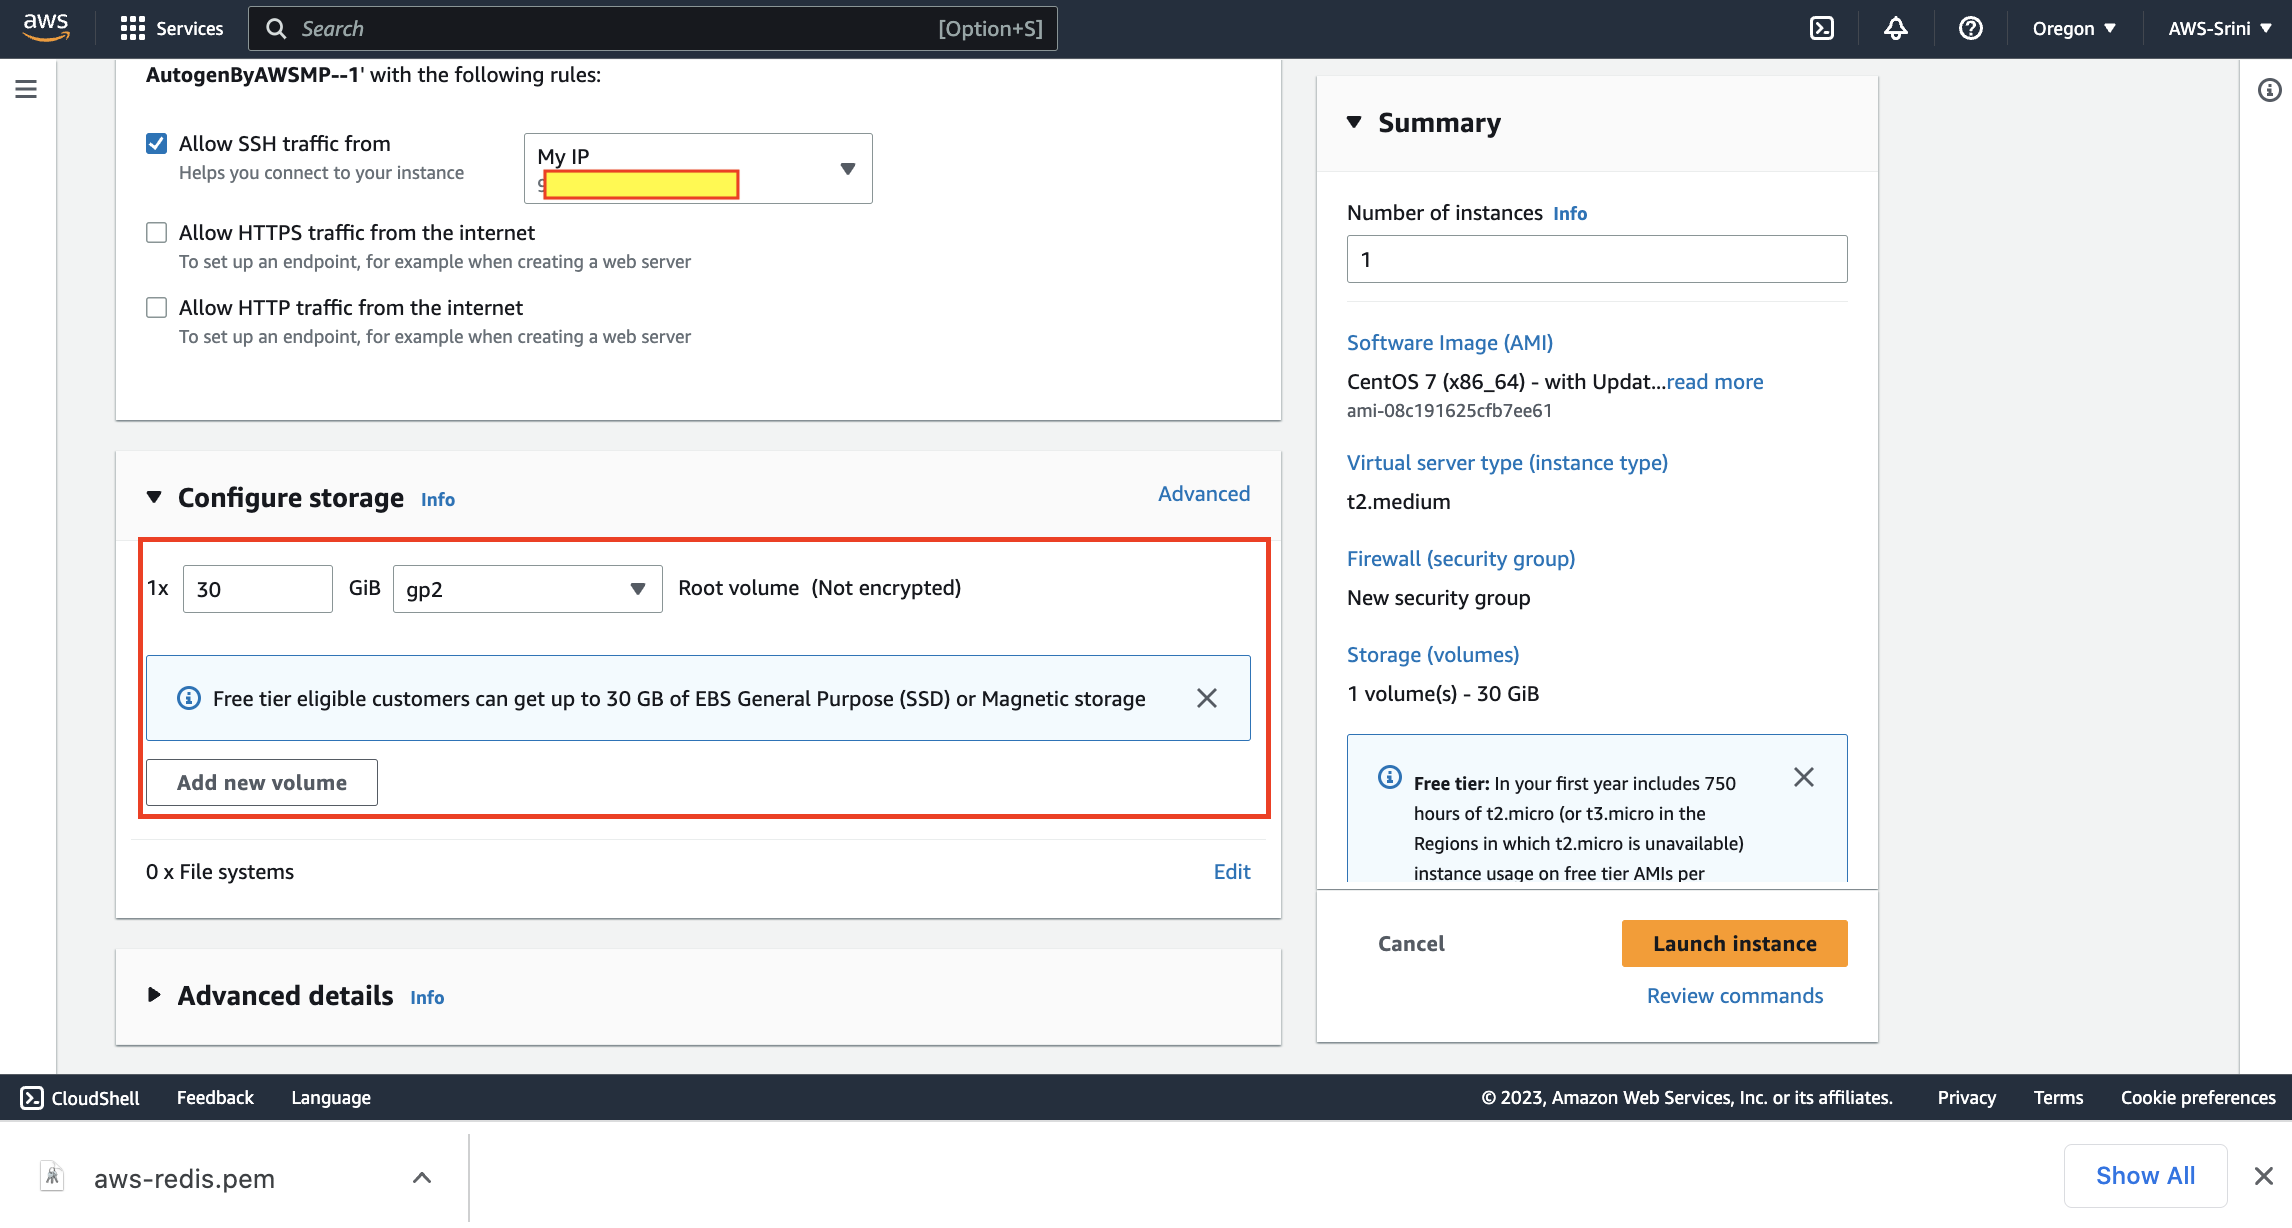 aws
Services
Search
[Option+S]
Oregon
AWS-Srini
AutogenByAWSMP--1' with the following rules:
Allow SSH traffic from
Helps you connect to your instance
My IP
Allow HTTPS traffic from the internet
To set up an endpoint, for example when creating a web server
Allow HTTP traffic from the internet
To set up an endpoint, for example when creating a web server
Configure storage Info
Advanced
1x 30 GiB gp2 Root volume (Not encrypted)
Free tier eligible customers can get up to 30 GB of EBS General Purpose (SSD) or Magnetic storage
Add new volume
0 x File systems
Edit
Advanced details Info
Summary
Number of instances Info
1
Software Image (AMI)
CentOS 7 (x86_64) - with Updat...read more
ami-08c191625cfb7ee61
Virtual server type (instance type)
t2.medium
Firewall (security group)
New security group
Storage (volumes)
1 volume(s) - 30 GiB
Free tier: In your first year includes 750
hours of t2.micro (or t3.micro in the
Regions in which t2.micro is unavailable)
instance usage on free tier AMIs per
Cancel
Launch instance
Review commands
CloudShell
Feedback
Language
© 2023, Amazon Web Services, Inc. or its affiliates.
Privacy
Terms
Cookie preferences
aws-redis.pem
Show All